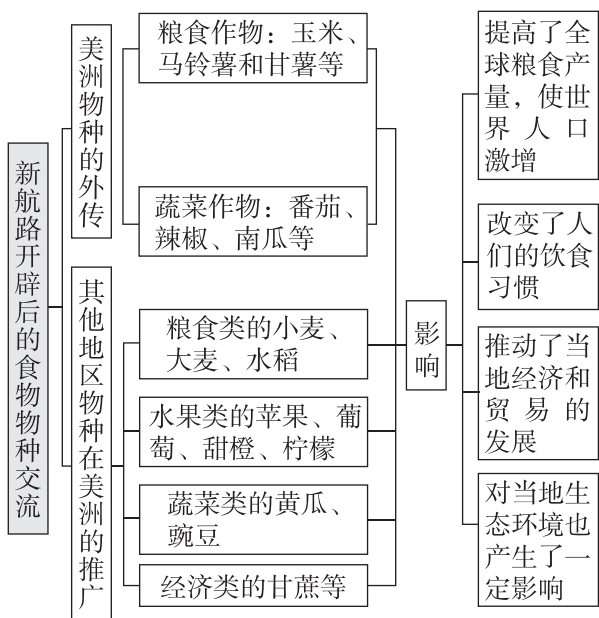 新航路开辟后的食物物种交流
美洲物种的外传
粮食作物：玉米、
马铃薯和甘薯等
蔬菜作物：番茄、
辣椒、南瓜等
其他地区物种在美洲的推广
粮食类的小麦、
大麦、水稻
水果类的苹果、葡
萄、甜橙、柠檬
蔬菜类的黄瓜、
豌豆
经济类的甘蔗等
影响
提高了全
球粮食产
量，使世
界人口
激增
改变了人
们的饮食
习惯
推动了当
地经济和
贸易的
发展
对当地生
态环境也
产生了一
定影响